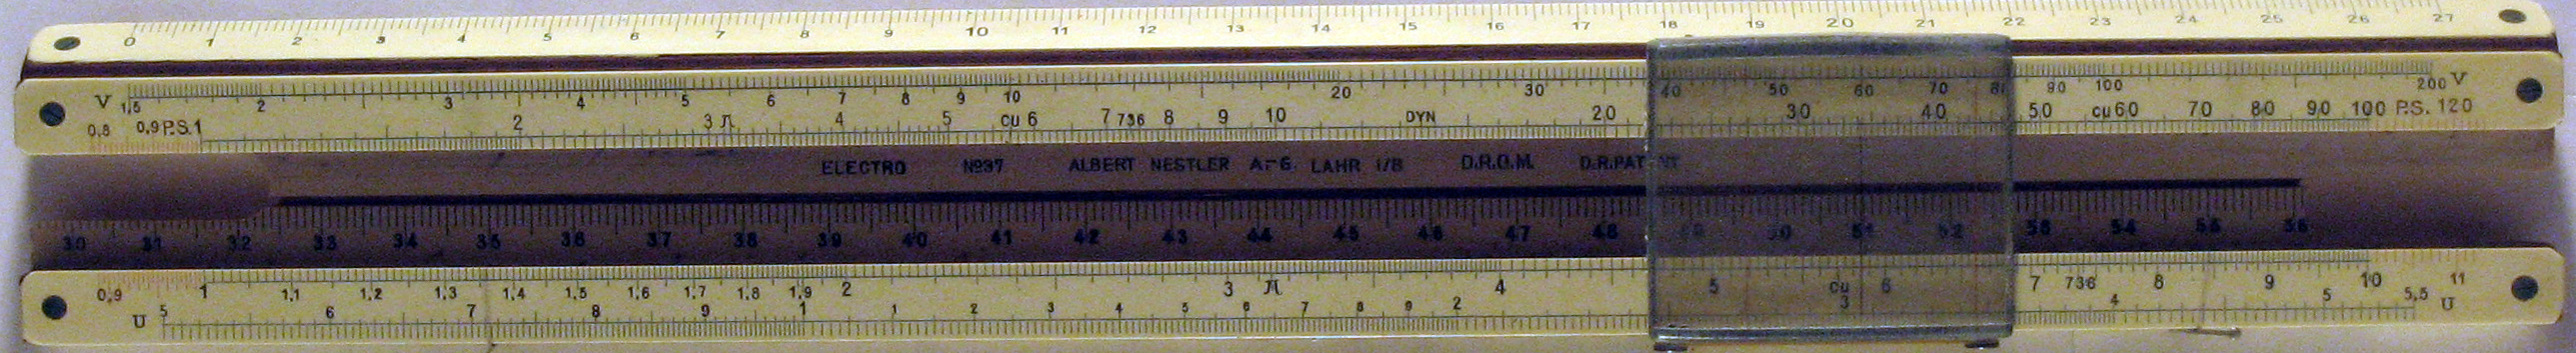 0 1 2 3 4 5 6 7 8 9 10 11 12 13 14 15 16 17 18 19 20 21 22 23 24 25 26 27
V 1,5 2 3 4 5 6 7 8 9 10 20 30 40 50 60 70 80 90 100 200 V
0,8 0,9 P.S. 1 2 3 π 4 5 cu 6 7 736 8 9 10 DYN 20 30 40 50 cu 60 70 80 90 100 P.S. 120
ELECTRO №37 ALBERT NESTLER A-G. LAHR i/B D.R.G.M. D.R.PATENT
30 31 32 33 34 35 36 37 38 39 40 41 42 43 44 45 46 47 48 49 50 51 52 53 54 55 56
0,9 1 1,1 1,2 1,3 1,4 1,5 1,6 1,7 1,8 1,9 2 3 π 4 5 cu 6 7 736 8 9 10 11
U 5 6 7 8 9 1 1 2 3 4 5 6 7 8 9 2 3 4 5 5,5 U